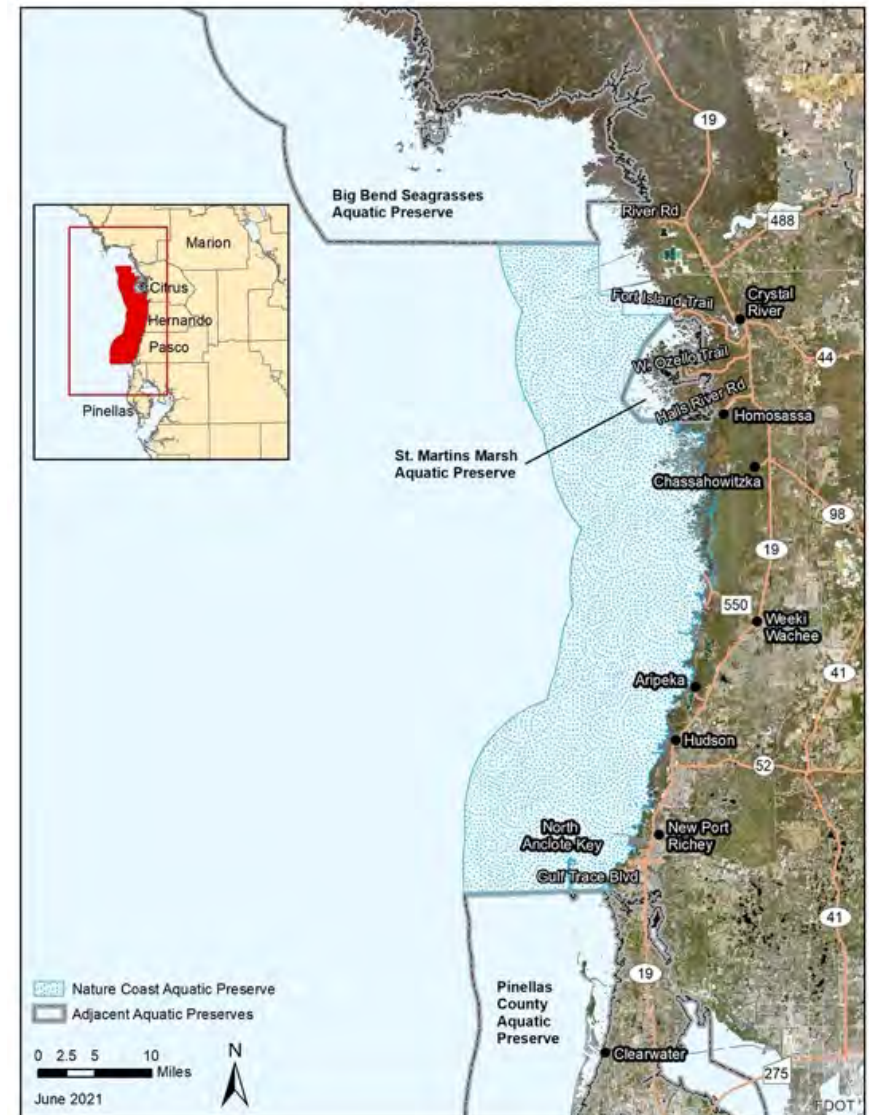 19
Big Bend Seagrasses
Aquatic Preserve
River Rd
488
Marion
Citrus
Hernando
Pasco
Pinellas
Fort Island Trail
Crystal
River
W. Ozello Trail
44
Halls River Rd
Homosassa
St. Martins Marsh
Aquatic Preserve
Chassahowitzka
98
19
550
Weeki
Wachee
41
Aripeka
Hudson
52
North
Anclote Key
New Port
Richey
Gulf Trace Blvd
41
19
Nature Coast Aquatic Preserve
Adjacent Aquatic Preserves
Pinellas
County
Aquatic
Preserve
0 2.5 5 10
Miles
N
Clearwater
275
June 2021
FDOT